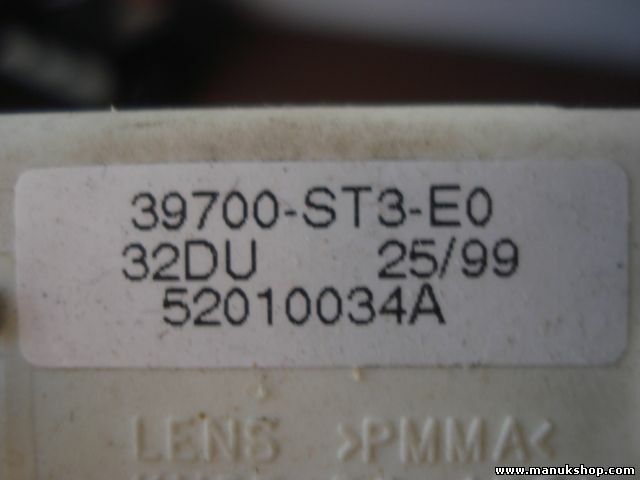 39700-ST3-E0
32DU 25/99
52010034A
LENS >PMMA<
www.manukshop.com